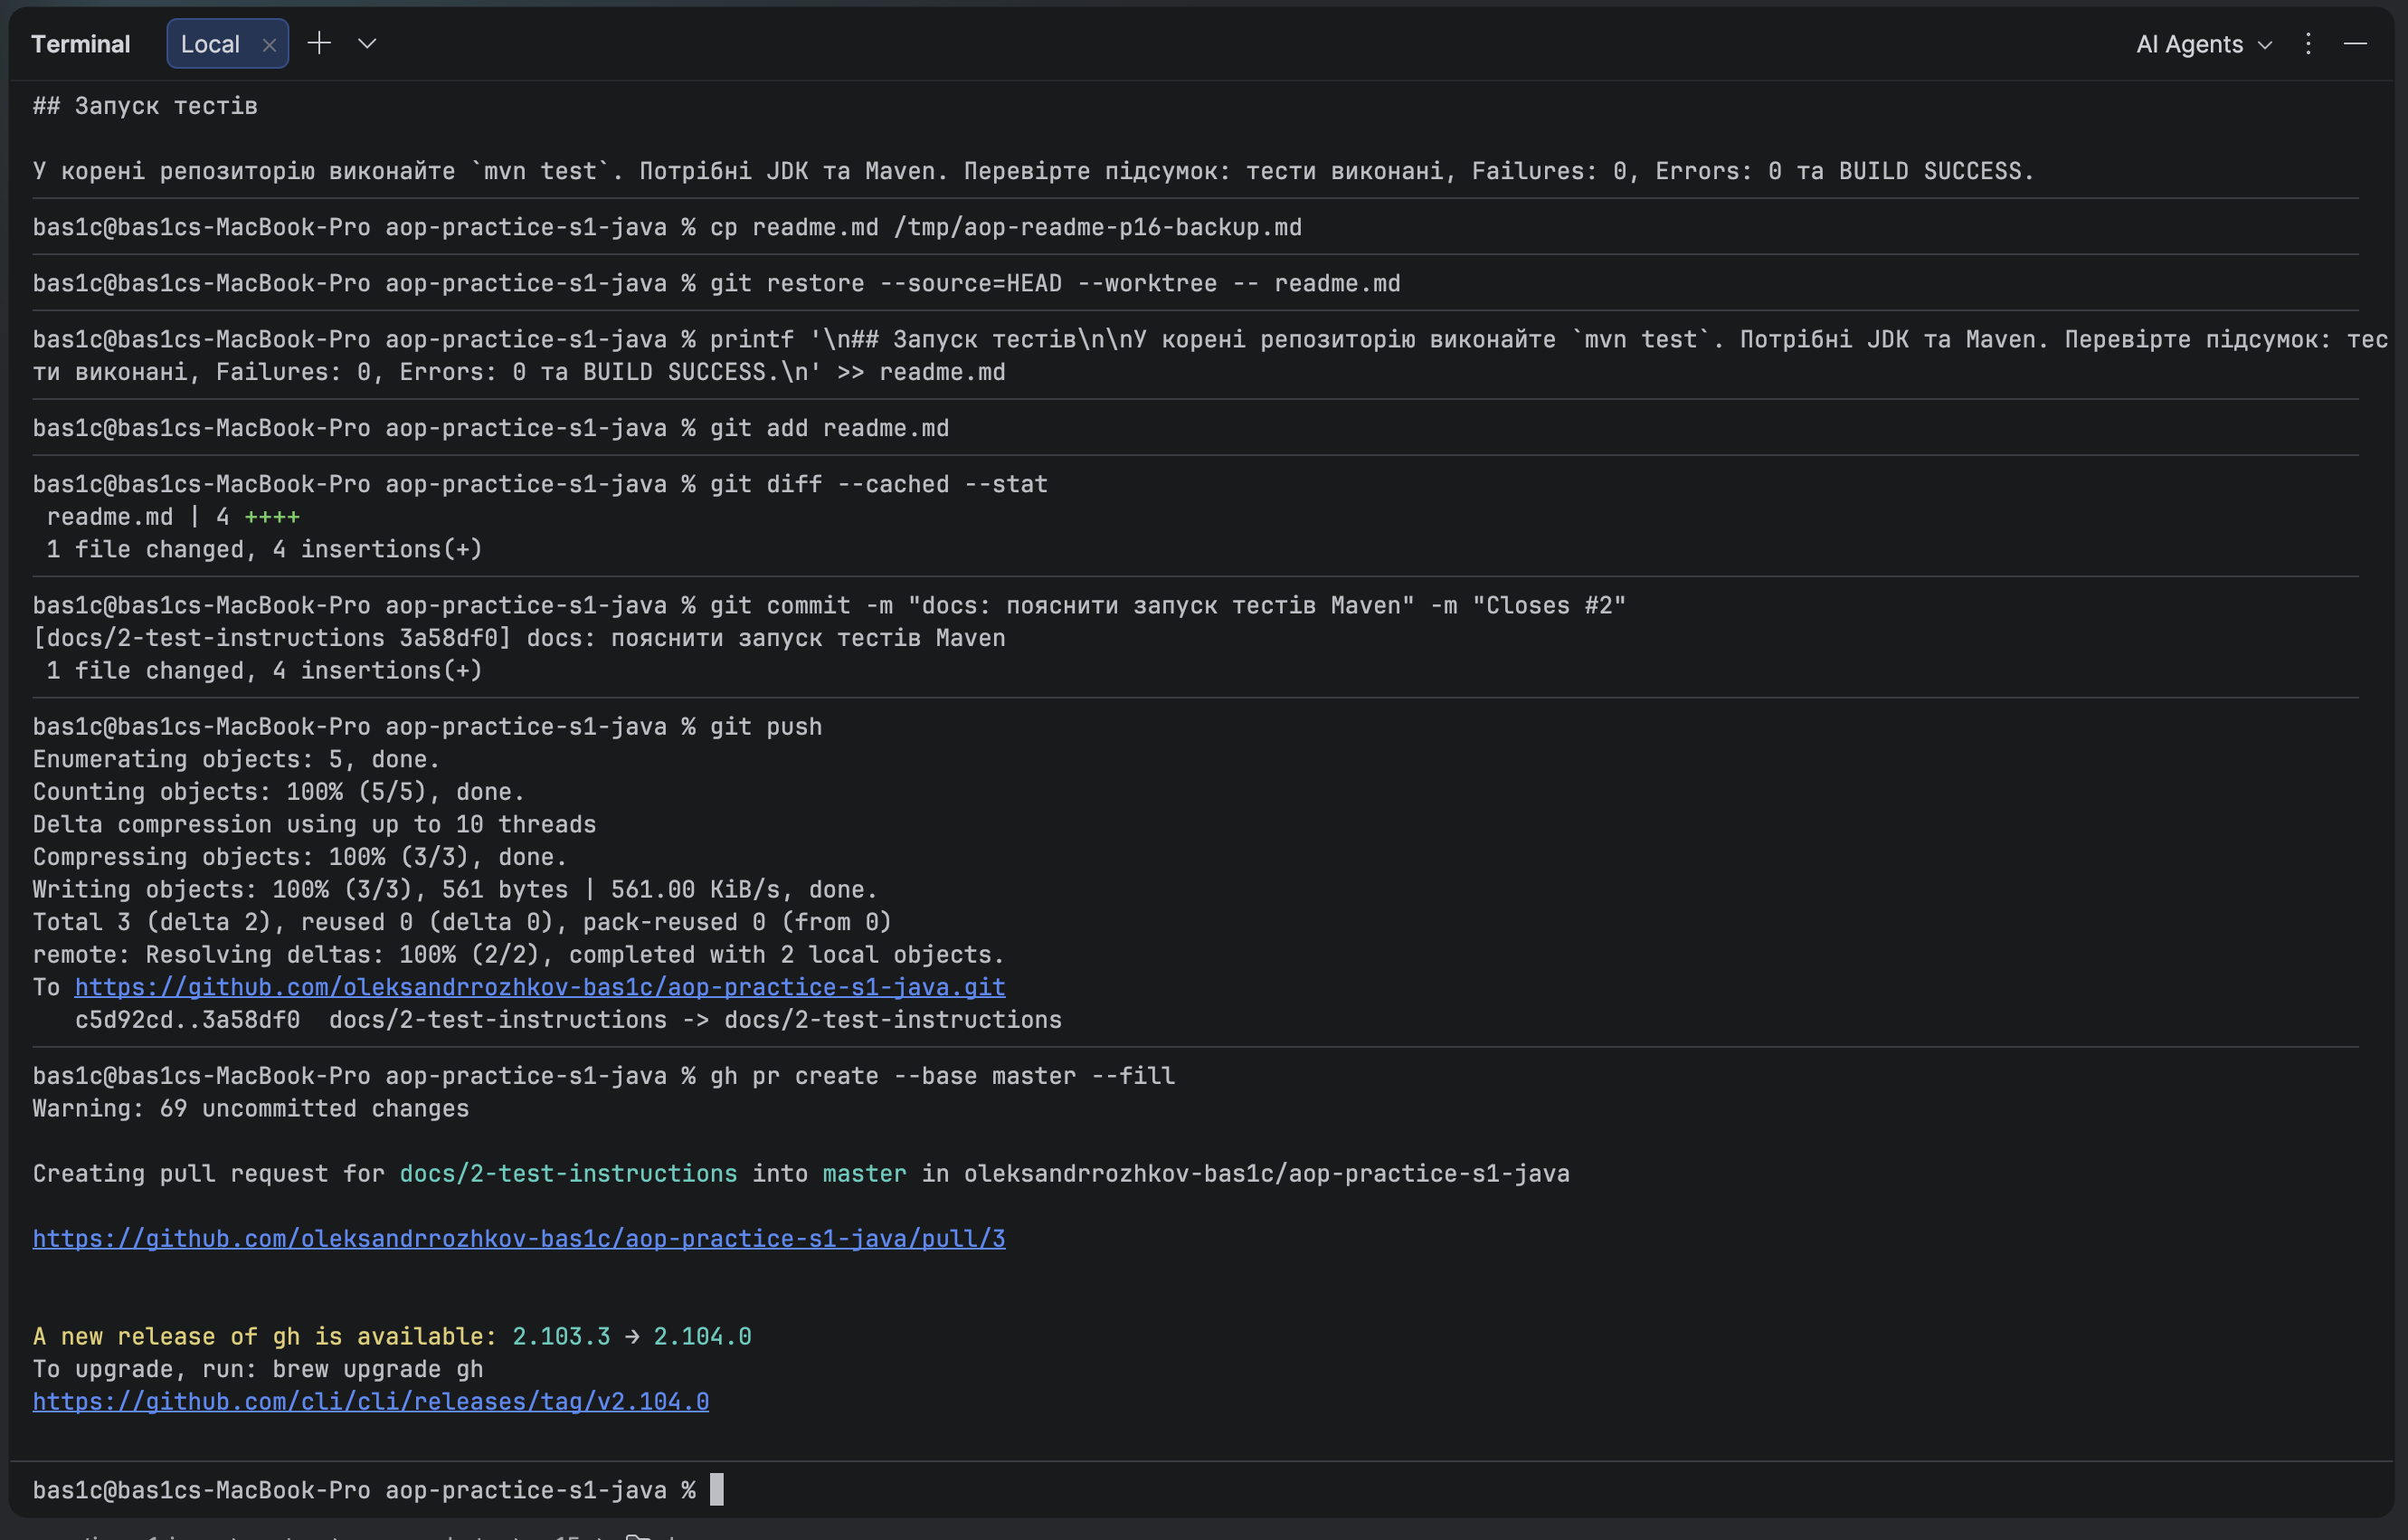 Terminal
Local
AI Agents
## Запуск тестів
У корені репозиторію виконайте `mvn test`. Потрібні JDK та Maven. Перевірте підсумок: тести виконані, Failures: 0, Errors: 0 та BUILD SUCCESS.
bas1c@bas1cs-MacBook-Pro aop-practice-s1-java % cp readme.md /tmp/aop-readme-p16-backup.md
bas1c@bas1cs-MacBook-Pro aop-practice-s1-java % git restore --source=HEAD --worktree -- readme.md
bas1c@bas1cs-MacBook-Pro aop-practice-s1-java % printf '\n## Запуск тестів\n\nУ корені репозиторію виконайте `mvn test`. Потрібні JDK та Maven. Перевірте підсумок: тес
ти виконані, Failures: 0, Errors: 0 та BUILD SUCCESS.\n' >> readme.md
bas1c@bas1cs-MacBook-Pro aop-practice-s1-java % git add readme.md
bas1c@bas1cs-MacBook-Pro aop-practice-s1-java % git diff --cached --stat
readme.md | 4 ++++
1 file changed, 4 insertions(+)
bas1c@bas1cs-MacBook-Pro aop-practice-s1-java % git commit -m "docs: пояснити запуск тестів Maven" -m "Closes #2"
[docs/2-test-instructions 3a58df0] docs: пояснити запуск тестів Maven
1 file changed, 4 insertions(+)
bas1c@bas1cs-MacBook-Pro aop-practice-s1-java % git push
Enumerating objects: 5, done.
Counting objects: 100% (5/5), done.
Delta compression using up to 10 threads
Compressing objects: 100% (3/3), done.
Writing objects: 100% (3/3), 561 bytes | 561.00 KiB/s, done.
Total 3 (delta 2), reused 0 (delta 0), pack-reused 0 (from 0)
remote: Resolving deltas: 100% (2/2), completed with 2 local objects.
To https://github.com/oleksandrrozhkov-bas1c/aop-practice-s1-java.git
c5d92cd..3a58df0  docs/2-test-instructions -> docs/2-test-instructions
bas1c@bas1cs-MacBook-Pro aop-practice-s1-java % gh pr create --base master --fill
Warning: 69 uncommitted changes
Creating pull request for docs/2-test-instructions into master in oleksandrrozhkov-bas1c/aop-practice-s1-java
https://github.com/oleksandrrozhkov-bas1c/aop-practice-s1-java/pull/3
A new release of gh is available: 2.103.3 → 2.104.0
To upgrade, run: brew upgrade gh
https://github.com/cli/cli/releases/tag/v2.104.0
bas1c@bas1cs-MacBook-Pro aop-practice-s1-java %